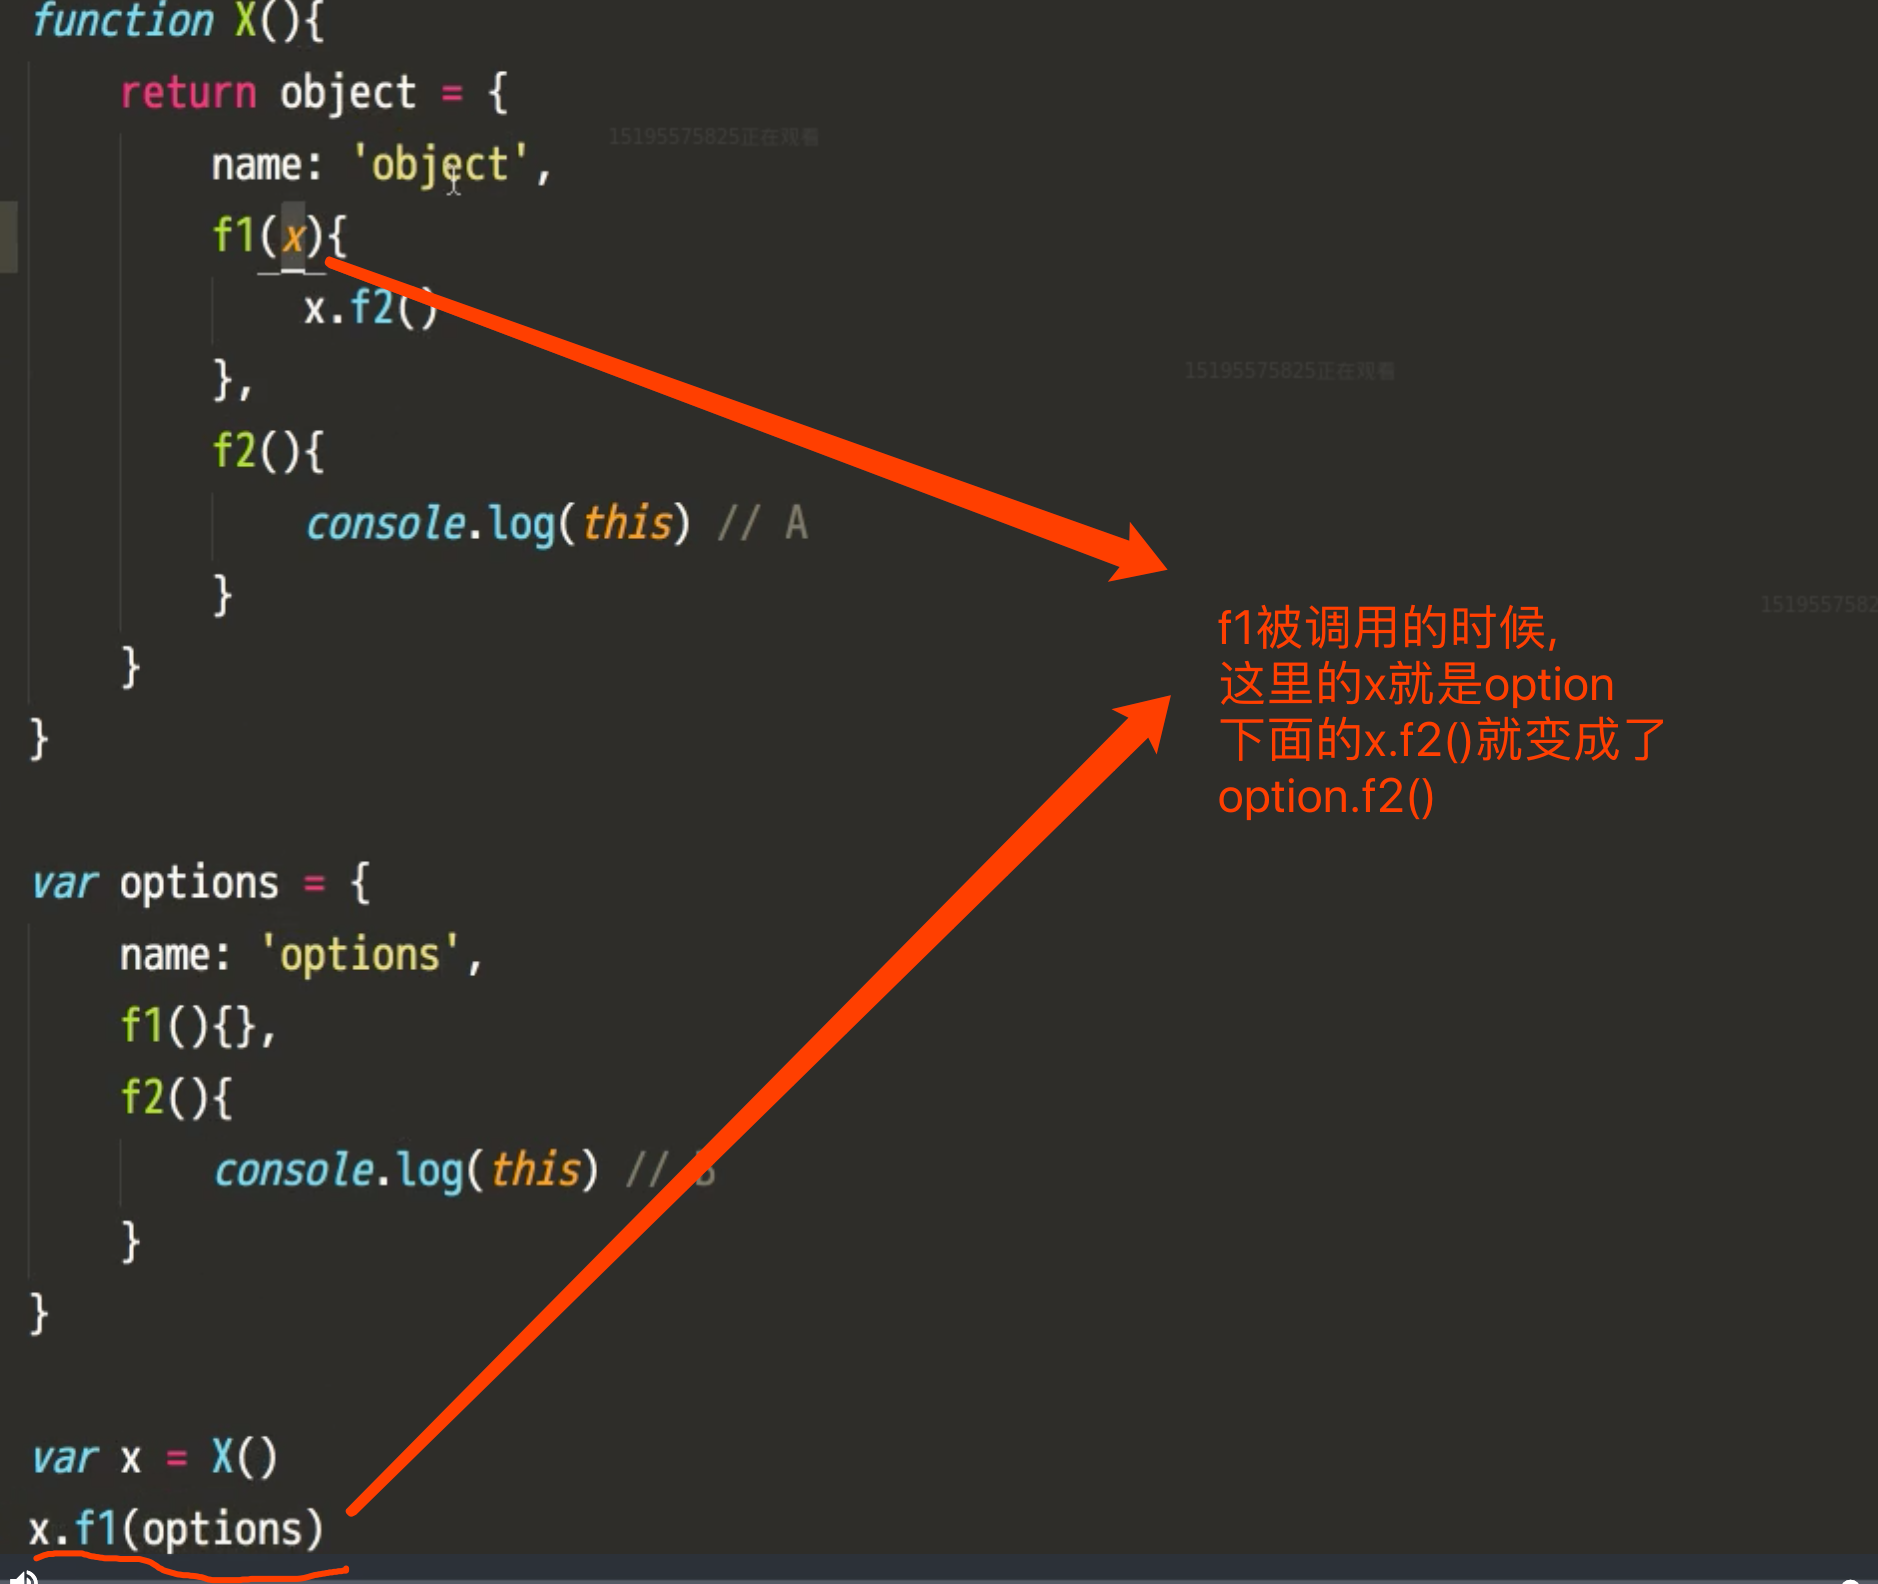 function X(){
return object = {
15195575825正在观看
name: 'object',
f1(x){
x.f2()
},
15195575825正在观看
f2(){
console.log(this) // A
}
1519557582
f1被调用的时候,
这里的x就是option
}
下面的x.f2()就变成了
}
option.f2()
var options = {
name: 'options',
f1(){},
f2(){
console.log(this) // B
}
}
var x = X()
x.f1(options)